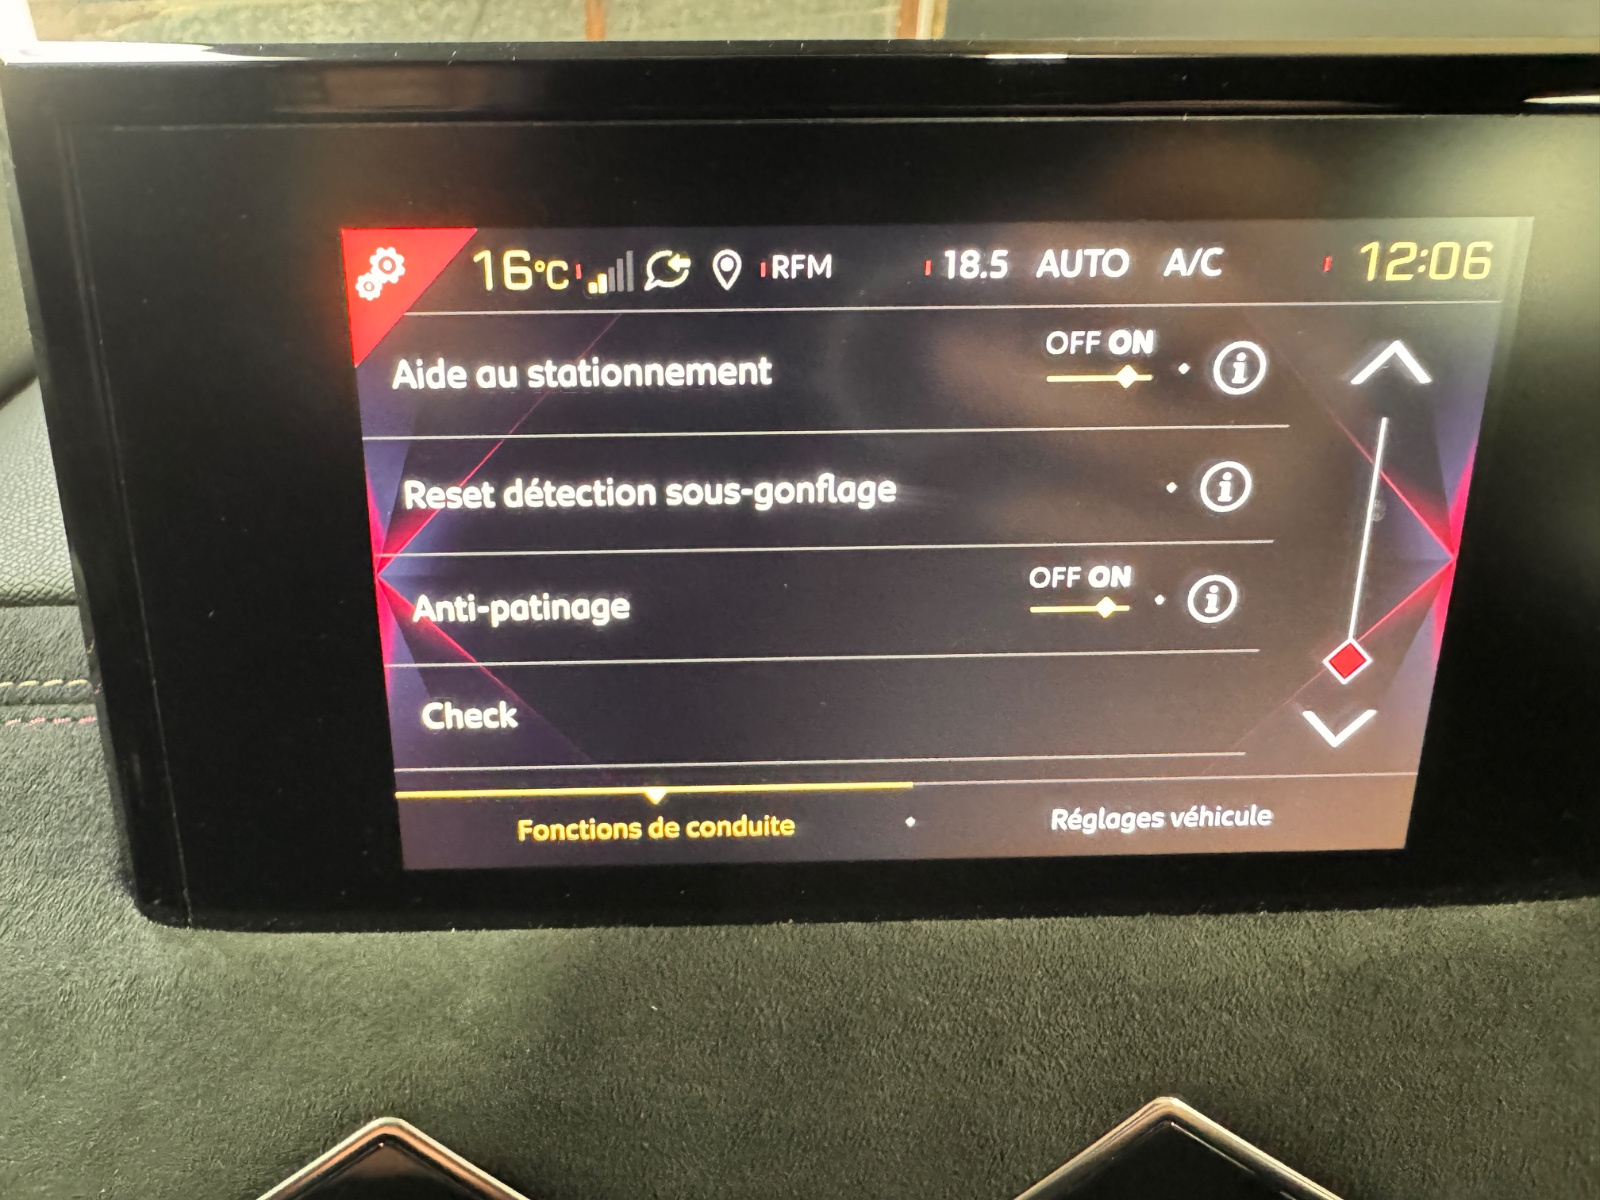 16°C RFM 18.5 AUTO A/C 12:06
Aide au stationnement OFF ON
Reset détection sous-gonflage
Anti-patinage OFF ON
Check
Fonctions de conduite Réglages véhicule